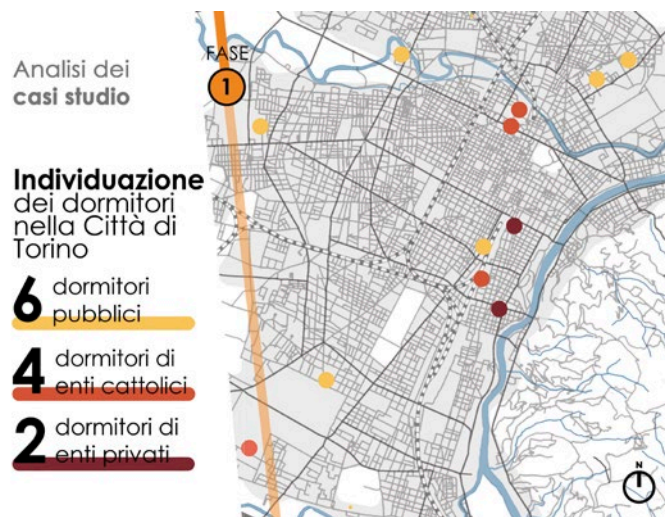 Analisi dei
casi studio
FASE
1
Individuazione
dei dormitori
nella Città di
Torino
6 dormitori
pubblici
4 dormitori di
enti cattolici
2 dormitori di
enti privati
N